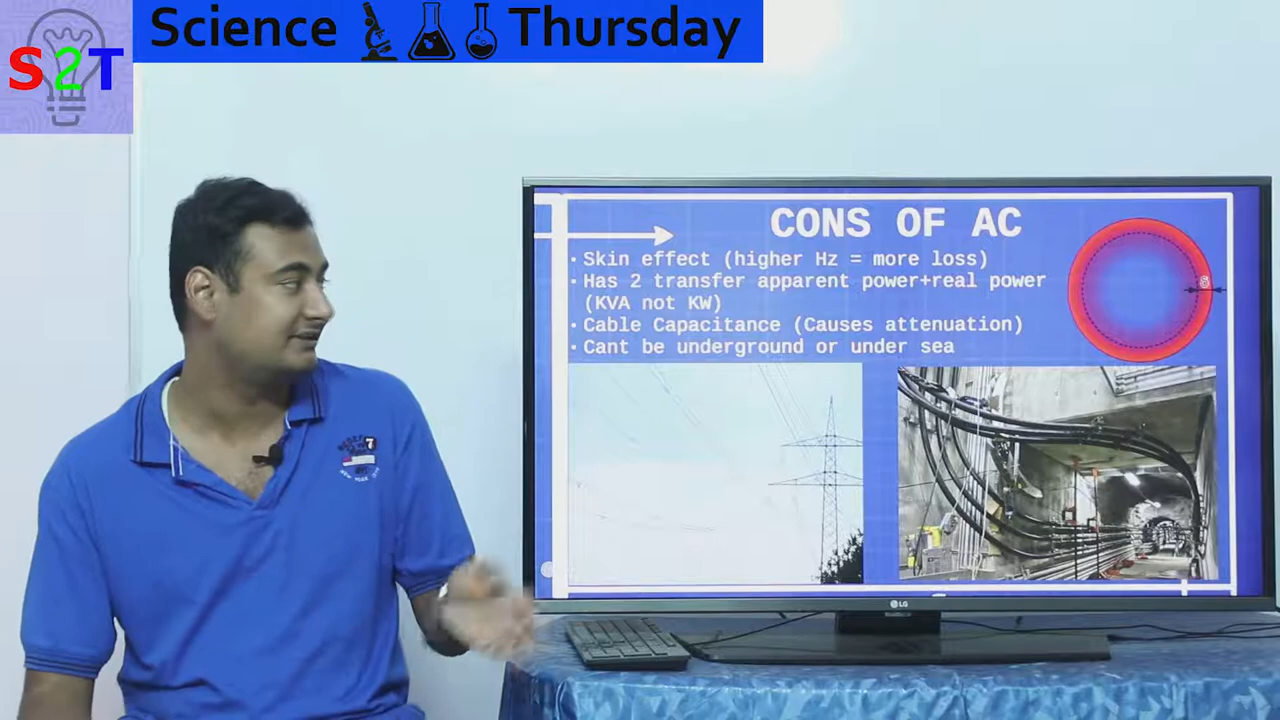 Science Thursday
S2T
CONS OF AC
• Skin effect (higher Hz = more loss)
• Has 2 transfer apparent power+real power
(KVA not KW)
• Cable Capacitance (Causes attenuation)
• Cant be underground or under sea
δ
7
LG